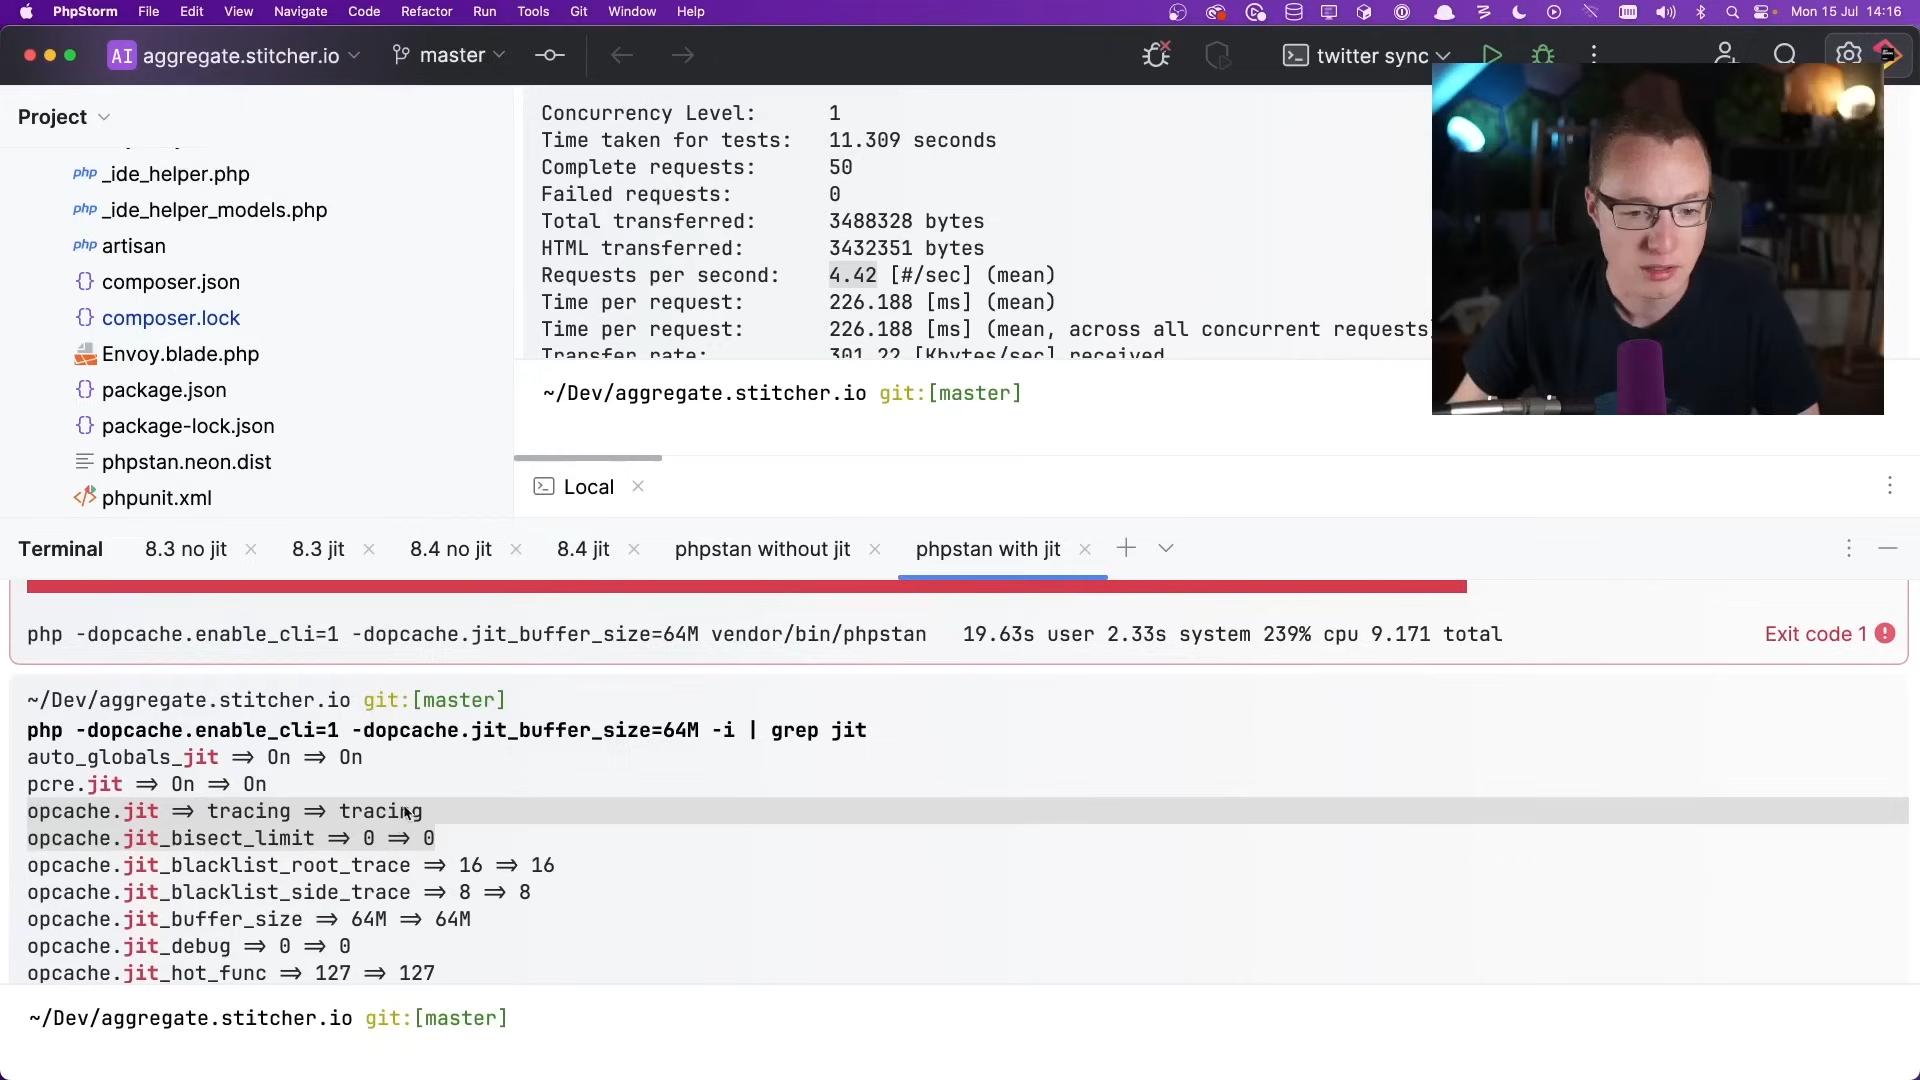 PhpStorm File Edit View Navigate Code Refactor Run Tools Git Window Help Mon 15 Jul 14:16
AI aggregate.stitcher.io master twitter sync
Project
php _ide_helper.php
php _ide_helper_models.php
php artisan
{} composer.json
{} composer.lock
Envoy.blade.php
{} package.json
{} package-lock.json
phpstan.neon.dist
</> phpunit.xml
Concurrency Level: 1
Time taken for tests: 11.309 seconds
Complete requests: 50
Failed requests: 0
Total transferred: 3488328 bytes
HTML transferred: 3432351 bytes
Requests per second: 4.42 [#/sec] (mean)
Time per request: 226.188 [ms] (mean)
Time per request: 226.188 [ms] (mean, across all concurrent requests
Transfer rate: 301.22 [Kbytes/sec] received
~/Dev/aggregate.stitcher.io git:[master]
Local
Terminal 8.3 no jit 8.3 jit 8.4 no jit 8.4 jit phpstan without jit phpstan with jit
php -dopcache.enable_cli=1 -dopcache.jit_buffer_size=64M vendor/bin/phpstan 19.63s user 2.33s system 239% cpu 9.171 total Exit code 1
~/Dev/aggregate.stitcher.io git:[master]
php -dopcache.enable_cli=1 -dopcache.jit_buffer_size=64M -i | grep jit
auto_globals_jit => On => On
pcre.jit => On => On
opcache.jit => tracing => tracing
opcache.jit_bisect_limit => 0 => 0
opcache.jit_blacklist_root_trace => 16 => 16
opcache.jit_blacklist_side_trace => 8 => 8
opcache.jit_buffer_size => 64M => 64M
opcache.jit_debug => 0 => 0
opcache.jit_hot_func => 127 => 127
~/Dev/aggregate.stitcher.io git:[master]